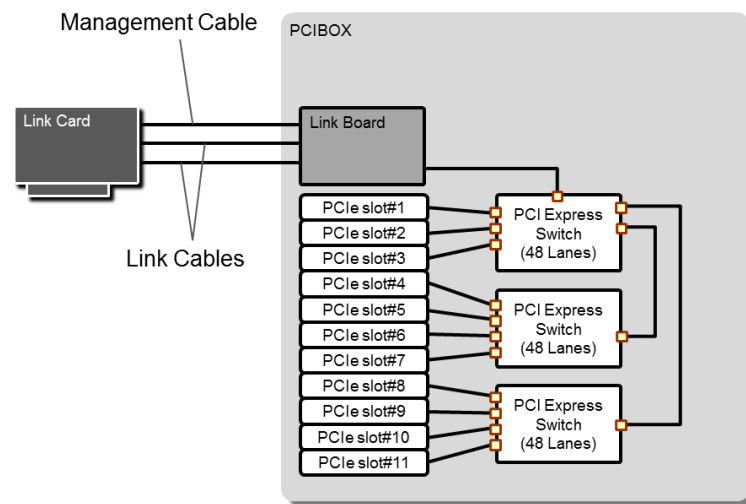 Management Cable
PCIBOX
Link Card
Link Board
Link Cables
PCIe slot#1
PCIe slot#2
PCIe slot#3
PCIe slot#4
PCIe slot#5
PCIe slot#6
PCIe slot#7
PCIe slot#8
PCIe slot#9
PCIe slot#10
PCIe slot#11
PCI Express
Switch
(48 Lanes)
PCI Express
Switch
(48 Lanes)
PCI Express
Switch
(48 Lanes)